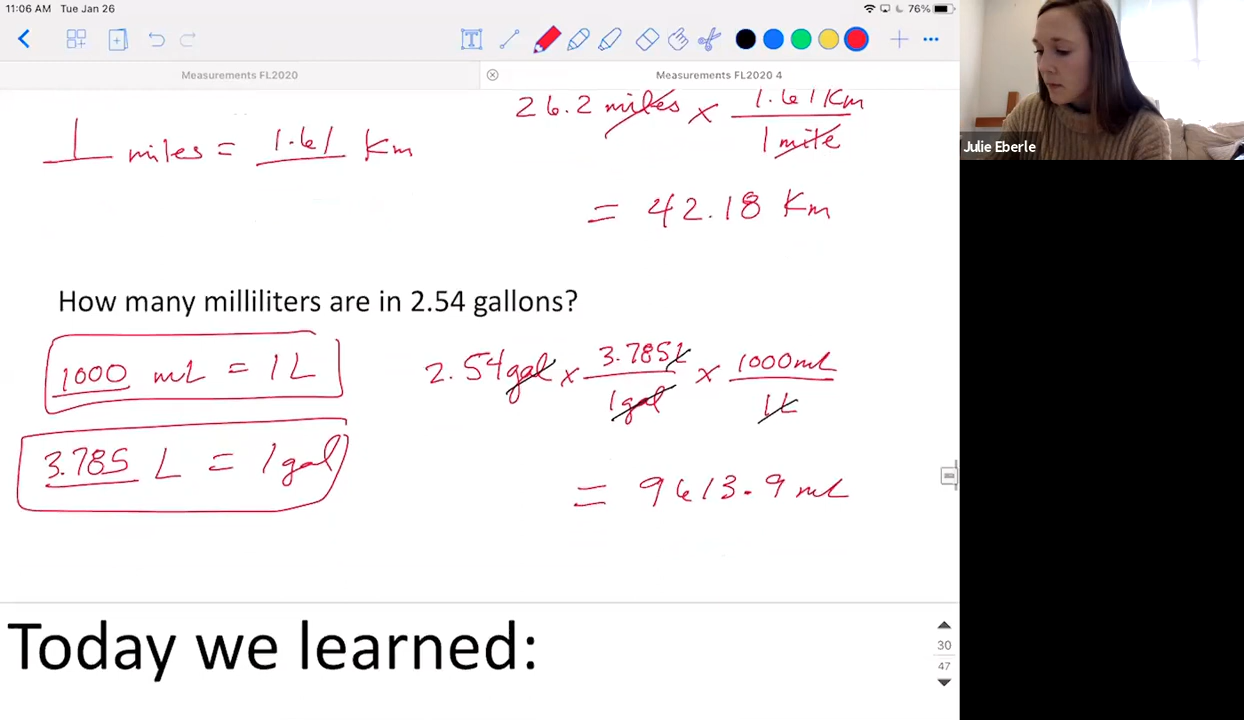 11:06 AM Tue Jan 26
76%
T
Measurements FL2020
Measurements FL2020 4
26.2 miles x 1.61 Km
1 mile
1 miles = 1.61 Km
= 42.18 Km
How many milliliters are in 2.54 gallons?
1000 mL = 1 L
2.54 gal x 3.785 L x 1000 mL
1 gal 1 L
3.785 L = 1 gal
= 9613.9 mL
Today we learned:
30
47
Julie Eberle